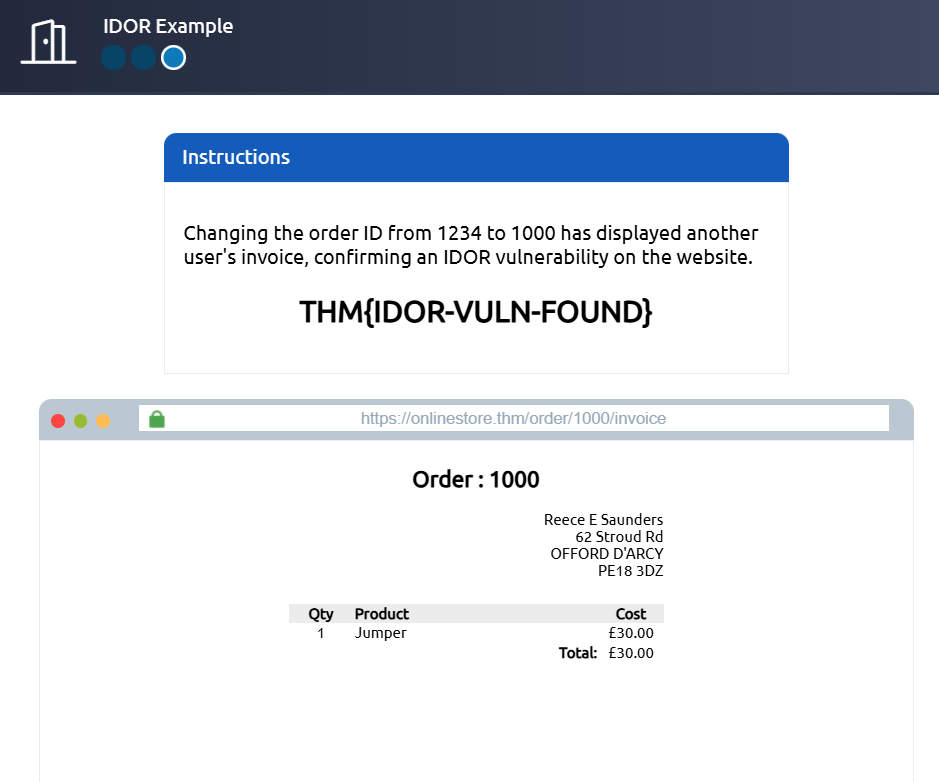 IDOR Example
Instructions
Changing the order ID from 1234 to 1000 has displayed another
user's invoice, confirming an IDOR vulnerability on the website.
THM{IDOR-VULN-FOUND}
https://onlinestore.thm/order/1000/invoice
Order : 1000
Reece E Saunders
62 Stroud Rd
OFFORD D'ARCY
PE18 3DZ
Qty Product Cost
1 Jumper £30.00
Total: £30.00